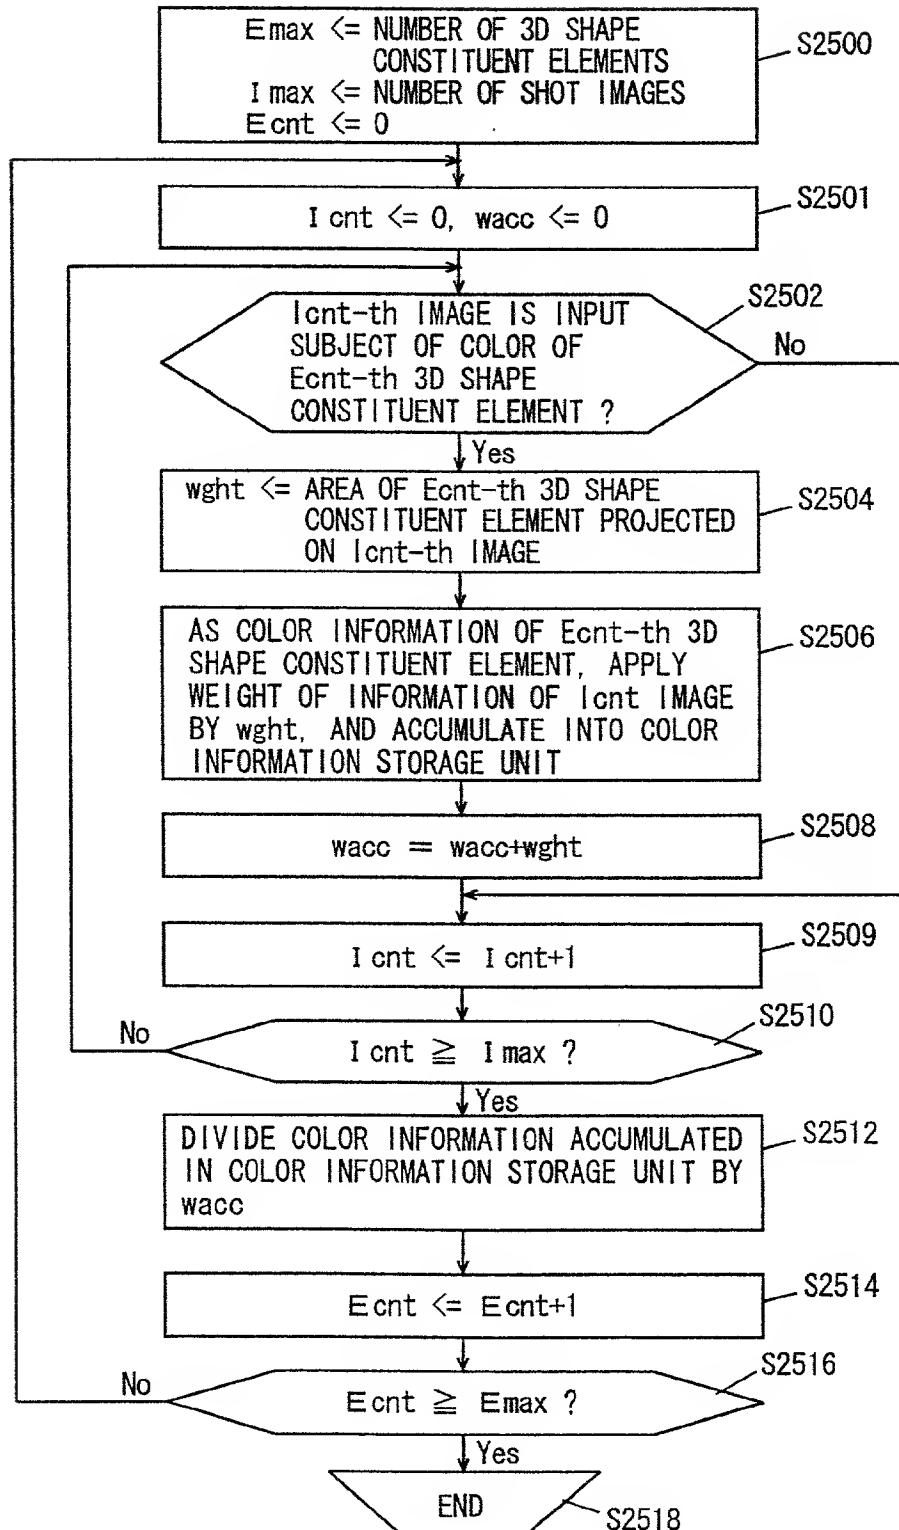 Emax <= NUMBER OF 3D SHAPE
CONSTITUENT ELEMENTS
Imax <= NUMBER OF SHOT IMAGES
Ecnt <= 0
S2500
Icnt <= 0, wacc <= 0
S2501
Icnt-th IMAGE IS INPUT
SUBJECT OF COLOR OF
Ecnt-th 3D SHAPE
CONSTITUENT ELEMENT ?
S2502
No
Yes
wght <= AREA OF Ecnt-th 3D SHAPE
CONSTITUENT ELEMENT PROJECTED
ON Icnt-th IMAGE
S2504
AS COLOR INFORMATION OF Ecnt-th 3D
SHAPE CONSTITUENT ELEMENT, APPLY
WEIGHT OF INFORMATION OF Icnt IMAGE
BY wght, AND ACCUMULATE INTO COLOR
INFORMATION STORAGE UNIT
S2506
wacc = wacc+wght
S2508
Icnt <= Icnt+1
S2509
Icnt ≧ Imax ?
S2510
No
Yes
DIVIDE COLOR INFORMATION ACCUMULATED
IN COLOR INFORMATION STORAGE UNIT BY
wacc
S2512
Ecnt <= Ecnt+1
S2514
Ecnt ≧ Emax ?
S2516
No
Yes
END
S2518